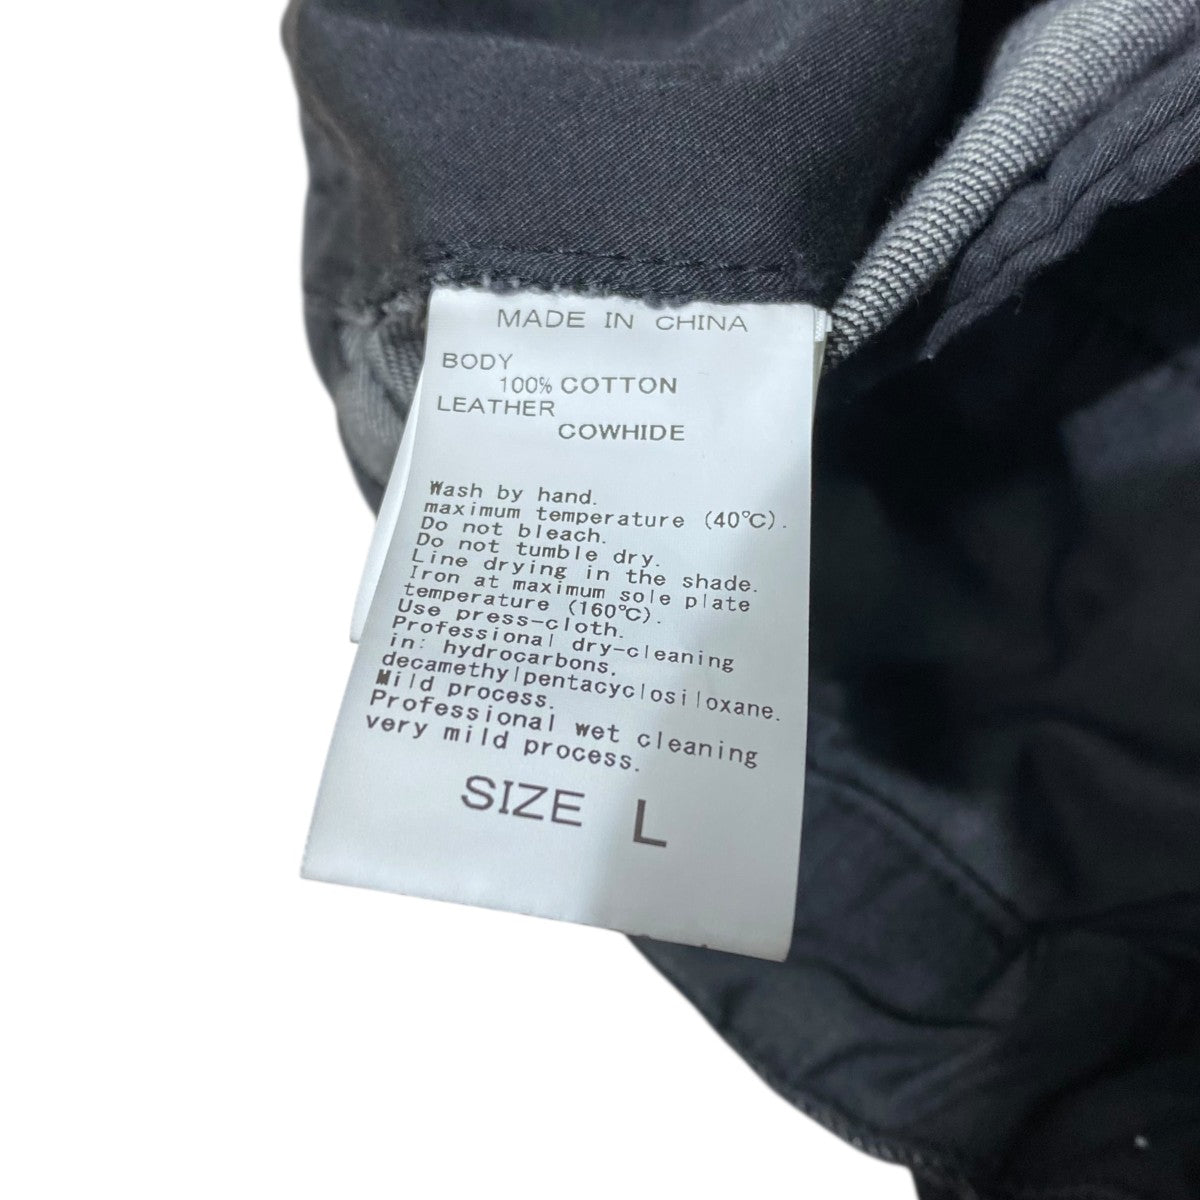 MADE IN CHINA
BODY
100% COTTON
LEATHER
COWHIDE
Wash by hand.
maximum temperature (40℃).
Do not bleach.
Do not tumble dry.
Line drying in the shade.
Iron at maximum sole plate
temperature (160℃).
Use press-cloth.
Professional dry-cleaning
in: hydrocarbons,
decamethylpentacyclosiloxane.
Mild process.
Professional wet cleaning
very mild process.
SIZE L